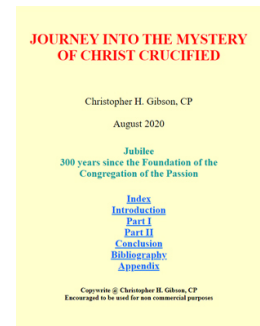 JOURNEY INTO THE MYSTERY
OF CHRIST CRUCIFIED
Christopher H. Gibson, CP
August 2020
Jubilee
300 years since the Foundation of the
Congregation of the Passion
Index
Introduction
Part I
Part II
Conclusion
Bibliography
Appendix
Copywrite @ Christopher H. Gibson, CP
Encouraged to be used for non commercial purposes